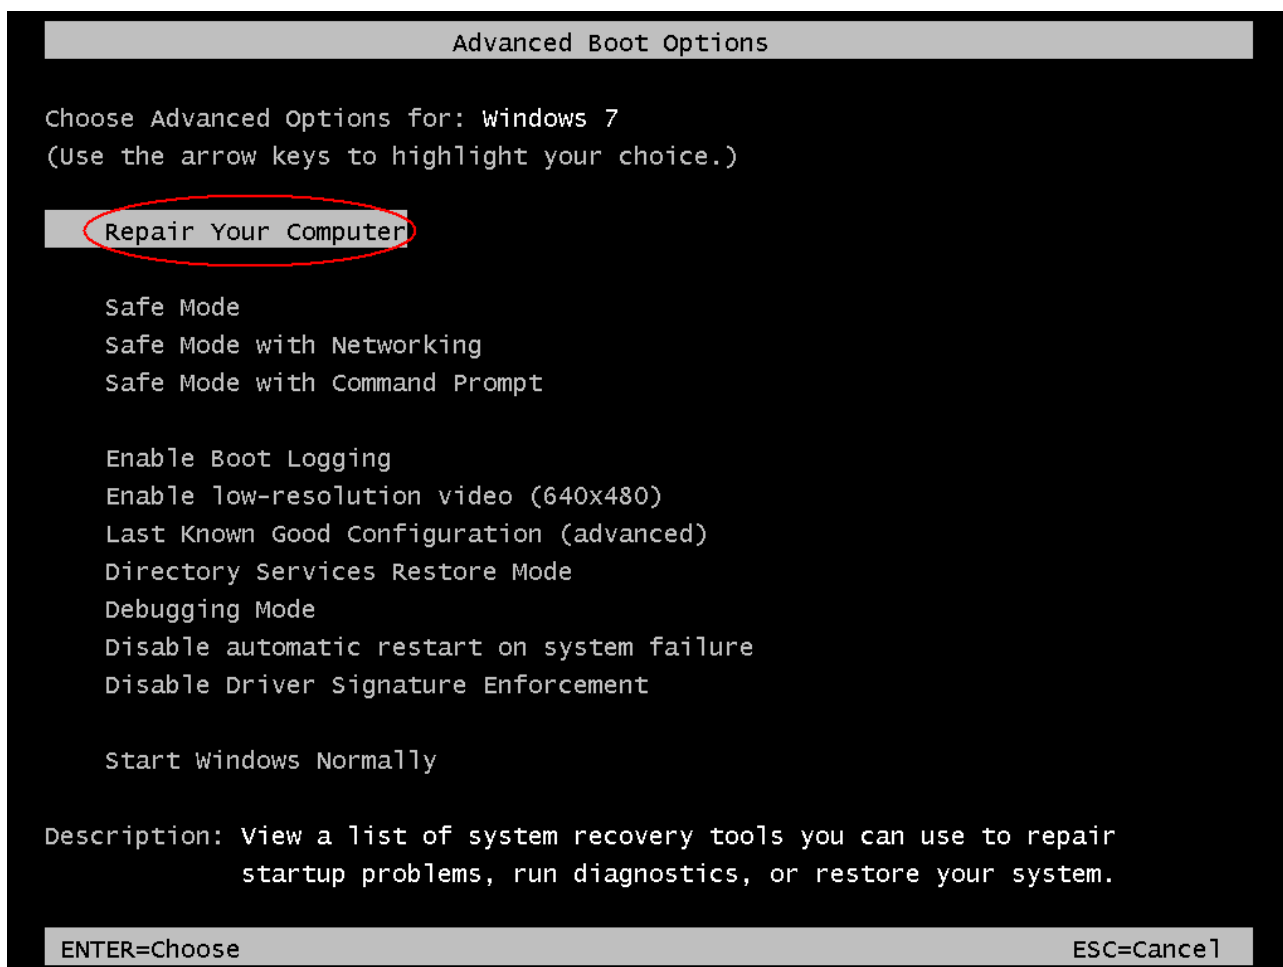 Advanced Boot Options
Choose Advanced Options for: Windows 7
(Use the arrow keys to highlight your choice.)
Repair Your Computer
Safe Mode
Safe Mode with Networking
Safe Mode with Command Prompt
Enable Boot Logging
Enable low-resolution video (640x480)
Last Known Good Configuration (advanced)
Directory Services Restore Mode
Debugging Mode
Disable automatic restart on system failure
Disable Driver Signature Enforcement
Start Windows Normally
Description: View a list of system recovery tools you can use to repair
startup problems, run diagnostics, or restore your system.
ENTER=Choose ESC=Cancel